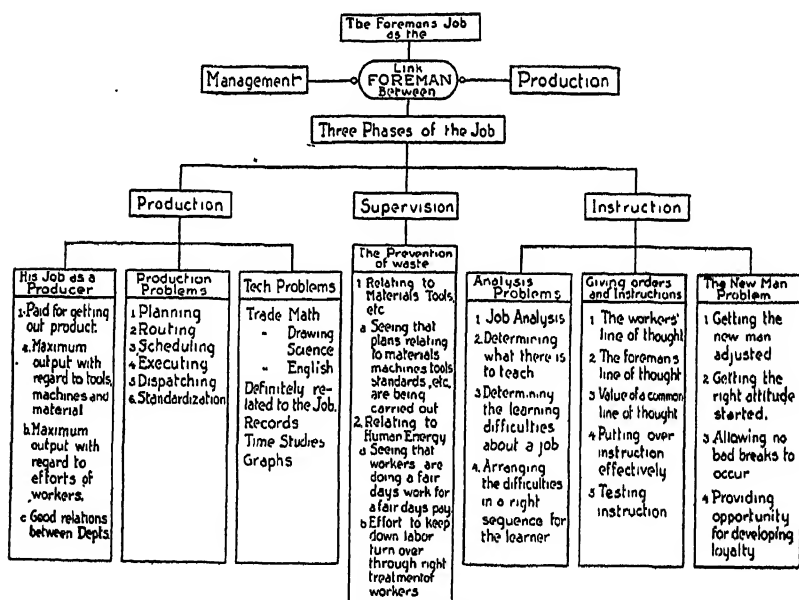 The Foremans Job
as the
Link
FOREMAN
Between
Management
Production
Three Phases of the Job
Production
Supervision
Instruction
His Job as a
Producer
1. Paid for getting
out product.
a. Maximum
output with
regard to tools,
machines and
material
b. Maximum
output with
regard to
efforts of
workers.
c Good relations
between Depts.
Production
Problems
1 Planning
2 Routing
3 Scheduling
4 Executing
5 Dispatching
6. Standardization
Tech Problems
Trade Math
" Drawing
" Science
" English
Definitely re-
lated to the Job.
Records
Time Studies
Graphs
The Prevention
of waste
1 Relating to
Materials Tools,
etc
a Seeing that
plans relating
to materials
machines tools
standards, etc.
are being
carried out
2. Relating to
Human Energy
a Seeing that
workers are
doing a fair
days work for
a fair days pay.
b Effort to keep
down labor
turn over
through right
treatment of
workers
Analysis
Problems
1 Job Analysis
2. Determining
what there is
to teach
3 Determining
the learning
difficulties
about a job
4. Arranging
the difficulties
in a right
sequence for
the learner
Giving orders
and Instructions
1 The workers'
line of thought
2 The foremans
line of thought
3 Value of a common
line of thought
4 Putting over
instruction
effectively
5 Testing
instruction
The New Man
Problem
1 Getting the
new man
adjusted
2 Getting the
right attitude
started.
3 Allowing no
bad breaks to
occur
4 Providing
opportunity
for developing
loyalty